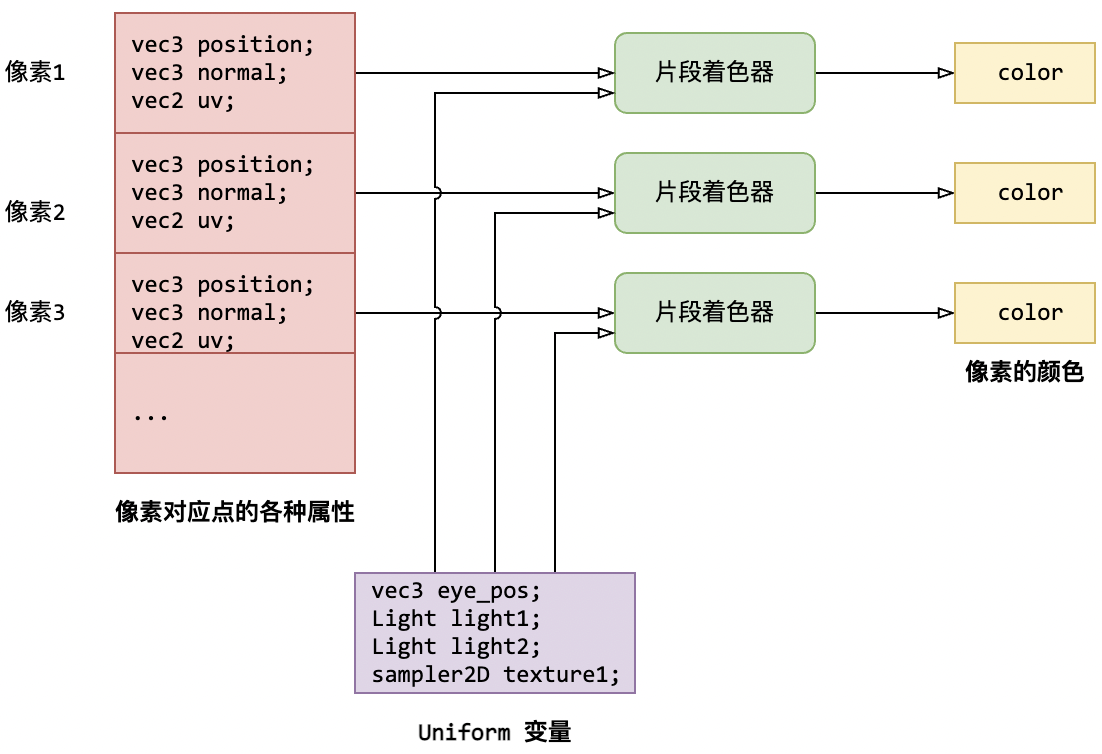 像素1
vec3 position;
vec3 normal;
vec2 uv;
片段着色器
color
像素2
vec3 position;
vec3 normal;
vec2 uv;
片段着色器
color
像素3
vec3 position;
vec3 normal;
vec2 uv;
片段着色器
color
像素的颜色
...
像素对应点的各种属性
vec3 eye_pos;
Light light1;
Light light2;
sampler2D texture1;
Uniform 变量